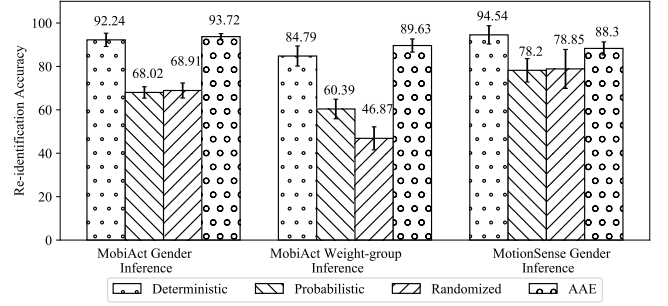 92.24
68.02
68.91
93.72
84.79
60.39
46.87
89.63
94.54
78.2
78.85
88.3
Re-identification Accuracy
100
80
60
40
20
0
MobiAct Gender
Inference
MobiAct Weight-group
Inference
MotionSense Gender
Inference
Deterministic
Probabilistic
Randomized
AAE